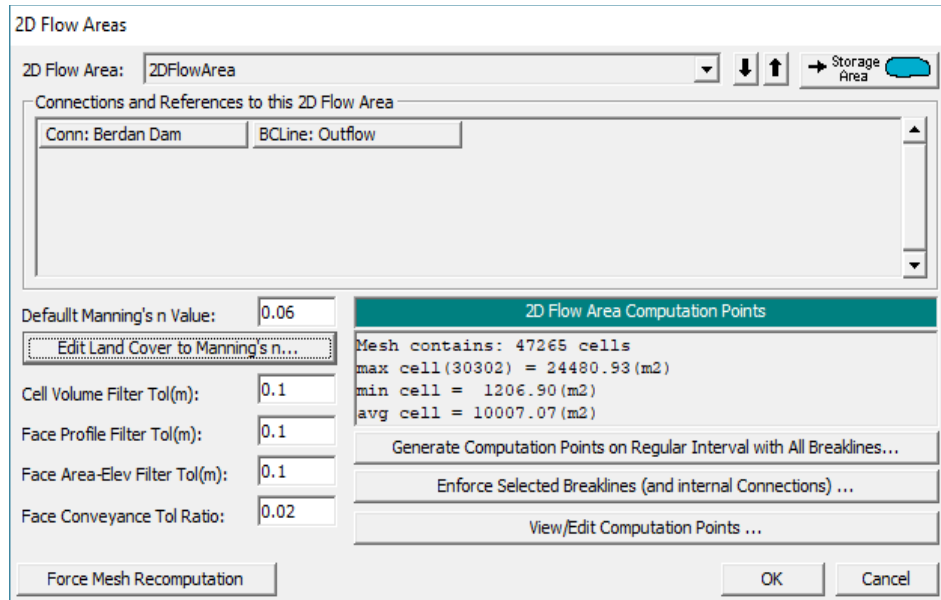 2D Flow Areas
2D Flow Area: 2DFlowArea
Storage
Area
Connections and References to this 2D Flow Area
Conn: Berdan Dam BCLine: Outflow
Defaullt Manning's n Value: 0.06
Edit Land Cover to Manning's n...
Cell Volume Filter Tol(m): 0.1
Face Profile Filter Tol(m): 0.1
Face Area-Elev Filter Tol(m): 0.1
Face Conveyance Tol Ratio: 0.02
2D Flow Area Computation Points
Mesh contains: 47265 cells
max cell(30302) = 24480.93(m2)
min cell = 1206.90(m2)
avg cell = 10007.07(m2)
Generate Computation Points on Regular Interval with All Breaklines...
Enforce Selected Breaklines (and internal Connections) ...
View/Edit Computation Points ...
Force Mesh Recomputation
OK
Cancel